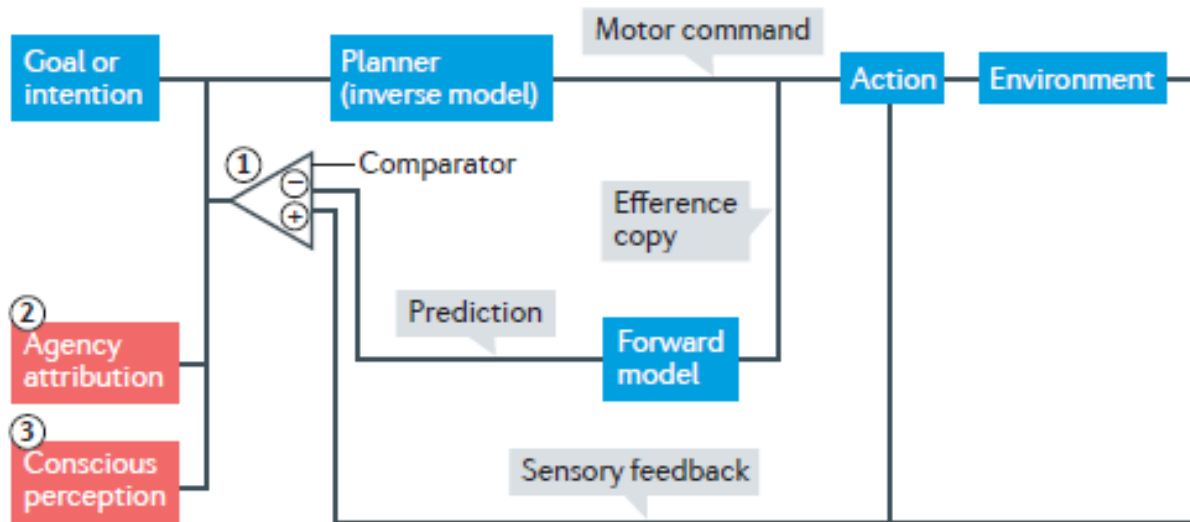 Motor command
Goal or
intention
Planner
(inverse model)
Action
Environment
1
Comparator
−
+
Efference
copy
Prediction
Forward
model
2
Agency
attribution
3
Conscious
perception
Sensory feedback